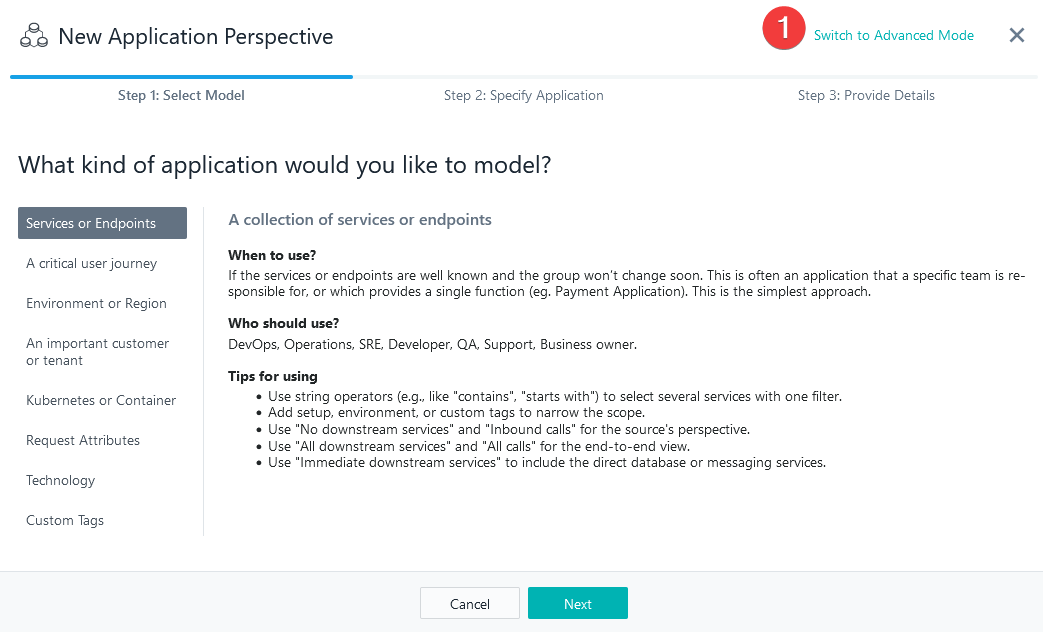 New Application Perspective
1
Switch to Advanced Mode
Step 1: Select Model
Step 2: Specify Application
Step 3: Provide Details
What kind of application would you like to model?
Services or Endpoints
A critical user journey
Environment or Region
An important customer
or tenant
Kubernetes or Container
Request Attributes
Technology
Custom Tags
A collection of services or endpoints
When to use?
If the services or endpoints are well known and the group won't change soon. This is often an application that a specific team is re-
sponsible for, or which provides a single function (eg. Payment Application). This is the simplest approach.
Who should use?
DevOps, Operations, SRE, Developer, QA, Support, Business owner.
Tips for using
• Use string operators (e.g., like "contains", "starts with") to select several services with one filter.
• Add setup, environment, or custom tags to narrow the scope.
• Use "No downstream services" and "Inbound calls" for the source's perspective.
• Use "All downstream services" and "All calls" for the end-to-end view.
• Use "Immediate downstream services" to include the direct database or messaging services.
Cancel
Next